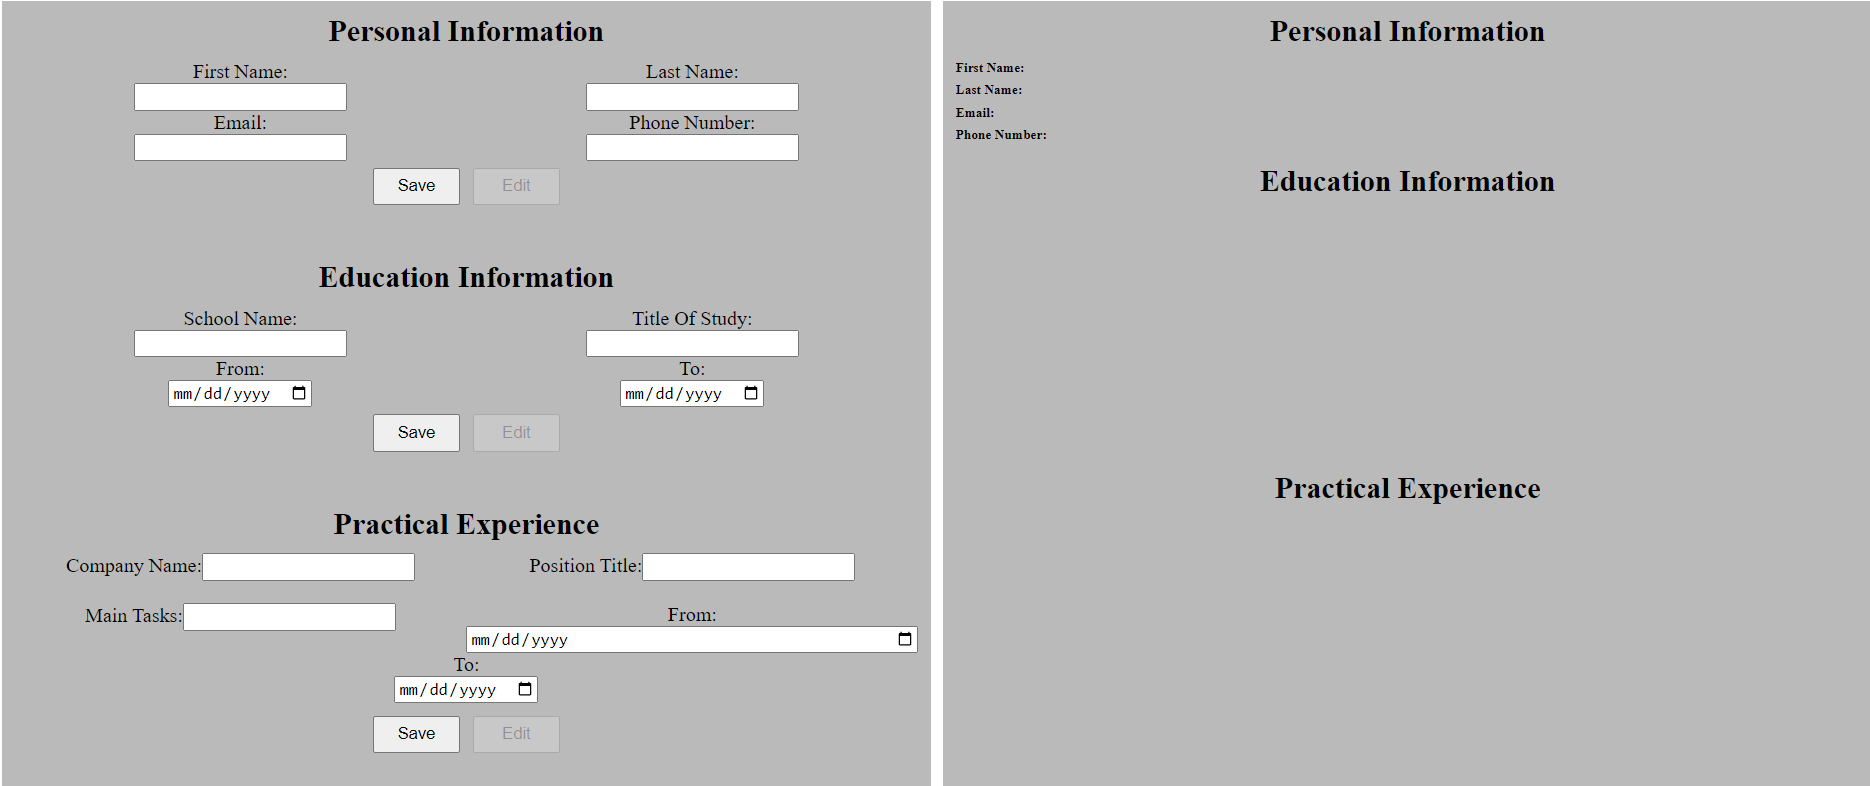 Personal Information
First Name: Last Name:
Email: Phone Number:
Save Edit
Education Information
School Name: Title Of Study:
From: To:
mm/dd/yyyy mm/dd/yyyy
Save Edit
Practical Experience
Company Name: Position Title:
Main Tasks: From:
mm/dd/yyyy
To:
mm/dd/yyyy
Save Edit
Personal Information
First Name:
Last Name:
Email:
Phone Number:
Education Information
Practical Experience